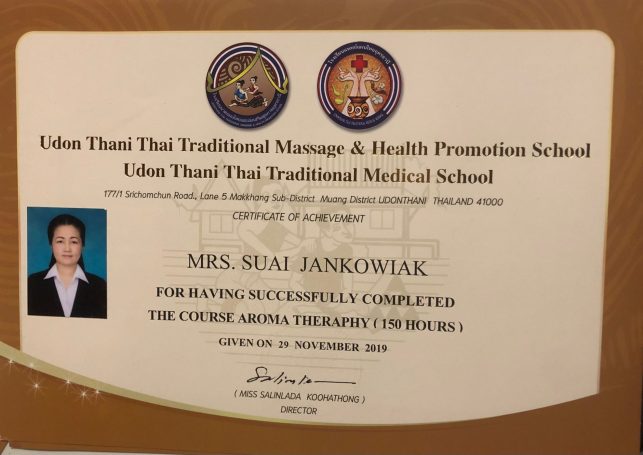 Udon Thani Thai Traditional Massage & Health Promotion School
Udon Thani Thai Traditional Medical School
177/1 Srichomchun Road., Lane 5 Makkhang Sub-District Muang District UDONTHANI THAILAND 41000
CERTIFICATE OF ACHIEVEMENT
MRS. SUAI JANKOWIAK
FOR HAVING SUCCESSFULLY COMPLETED
THE COURSE AROMA THERAPHY ( 150 HOURS )
GIVEN ON 29 NOVEMBER 2019
( MISS SALINLADA KOOHATHONG )
DIRECTOR